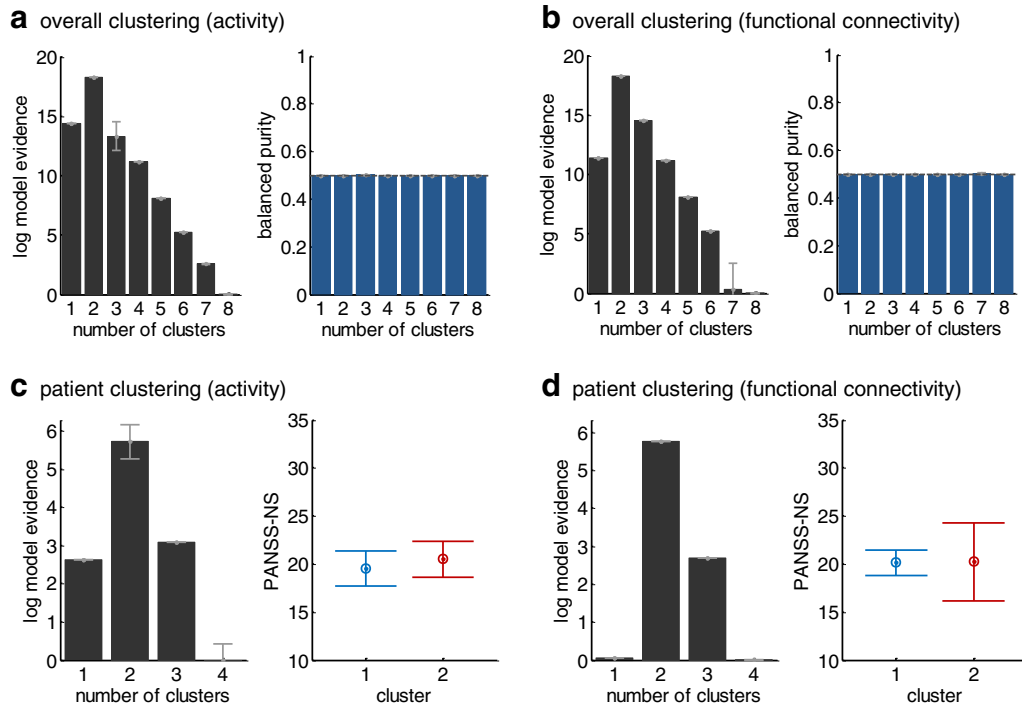 a overall clustering (activity)
log model evidence
20
15
10
5
0
1 2 3 4 5 6 7 8
number of clusters
balanced purity
1
0.8
0.6
0.4
0.2
0
1 2 3 4 5 6 7 8
number of clusters
b overall clustering (functional connectivity)
log model evidence
20
15
10
5
0
1 2 3 4 5 6 7 8
number of clusters
balanced purity
1
0.8
0.6
0.4
0.2
0
1 2 3 4 5 6 7 8
number of clusters
c patient clustering (activity)
log model evidence
6
5
4
3
2
1
0
1 2 3 4
number of clusters
PANSS-NS
35
30
25
20
15
10
1 2
cluster
d patient clustering (functional connectivity)
log model evidence
6
5
4
3
2
1
0
1 2 3 4
number of clusters
PANSS-NS
35
30
25
20
15
10
1 2
cluster